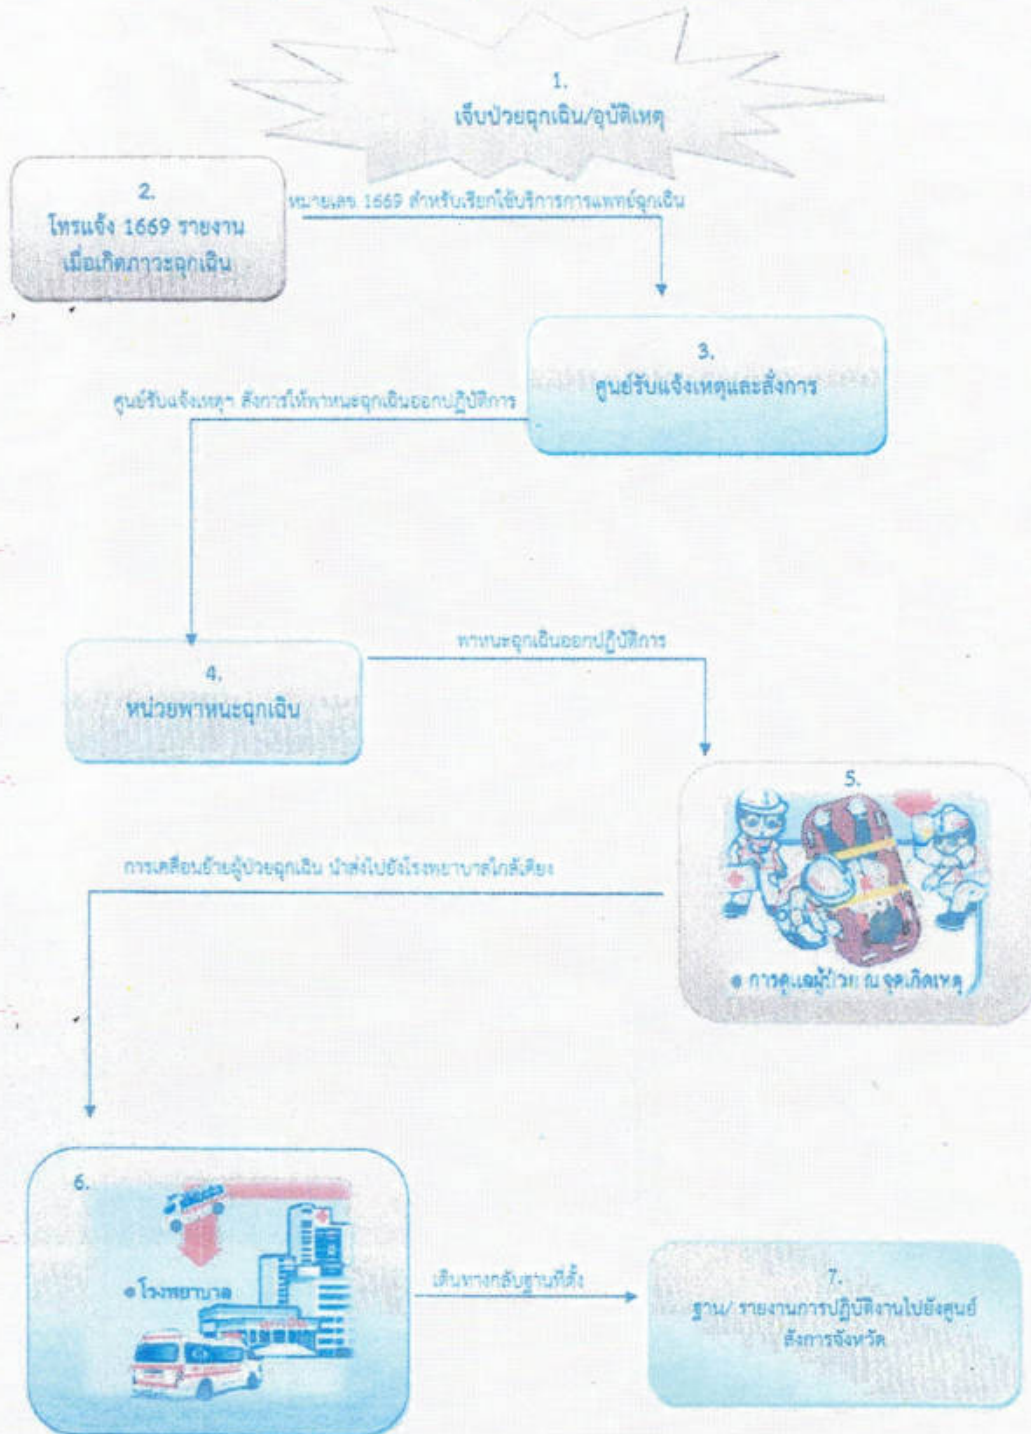 1.
เจ็บป่วยฉุกเฉิน/อุบัติเหตุ
2.
โทรแจ้ง 1669 รายงาน
เมื่อเกิดภาวะฉุกเฉิน
หมายเลข 1669 สำหรับเรียกใช้บริการการแพทย์ฉุกเฉิน
3.
ศูนย์รับแจ้งเหตุและสั่งการ
ศูนย์รับแจ้งเหตุฯ สั่งการให้พาหนะฉุกเฉินออกปฏิบัติการ
4.
หน่วยพาหนะฉุกเฉิน
พาหนะฉุกเฉินออกปฏิบัติการ
5.
● การดูแลผู้ป่วย ณ จุดเกิดเหตุ
การเคลื่อนย้ายผู้ป่วยฉุกเฉิน นำส่งไปยังโรงพยาบาลใกล้เคียง
6.
● โรงพยาบาล
เดินทางกลับฐานที่ตั้ง
7.
ฐาน/ รายงานการปฏิบัติงานไปยังศูนย์
สั่งการจังหวัด